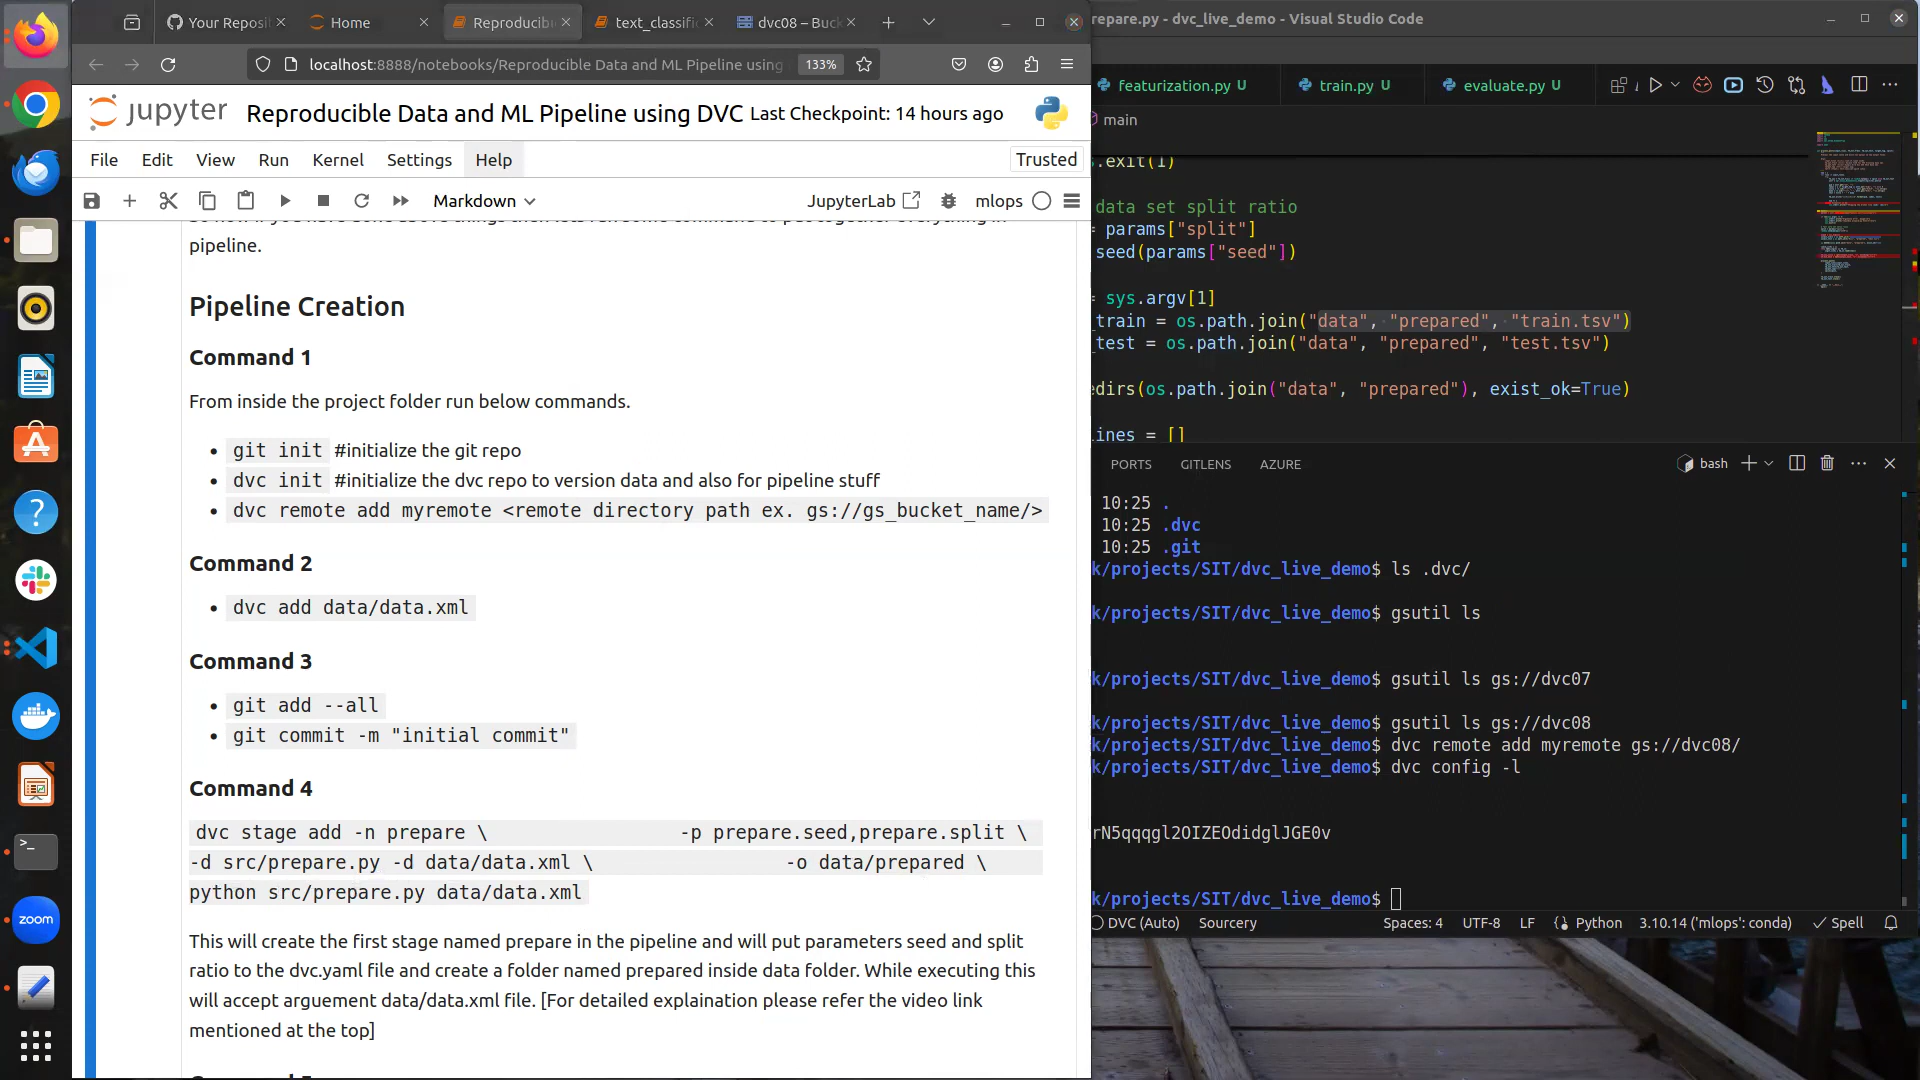 Your Reposi
Home
Reproducib
text_classifi
dvc08 – Buck
repare.py - dvc_live_demo - Visual Studio Code
localhost:8888/notebooks/Reproducible Data and ML Pipeline using
133%
featurization.py U
train.py U
evaluate.py U
jupyter
Reproducible Data and ML Pipeline using DVC
Last Checkpoint: 14 hours ago
main
File
Edit
View
Run
Kernel
Settings
Help
Trusted
Markdown
JupyterLab
mlops
pipeline.
Pipeline Creation
Command 1
From inside the project folder run below commands.
git init #initialize the git repo
dvc init #initialize the dvc repo to version data and also for pipeline stuff
dvc remote add myremote <remote directory path ex. gs://gs_bucket_name/>
Command 2
dvc add data/data.xml
Command 3
git add --all
git commit -m "initial commit"
Command 4
dvc stage add -n prepare \ -p prepare.seed,prepare.split \
-d src/prepare.py -d data/data.xml \ -o data/prepared \
python src/prepare.py data/data.xml
This will create the first stage named prepare in the pipeline and will put parameters seed and split
ratio to the dvc.yaml file and create a folder named prepared inside data folder. While executing this
will accept arguement data/data.xml file. [For detailed explaination please refer the video link
mentioned at the top]
s.exit(1)
data set split ratio
= params["split"]
seed(params["seed"])
= sys.argv[1]
_train = os.path.join("data", "prepared", "train.tsv")
_test = os.path.join("data", "prepared", "test.tsv")
edirs(os.path.join("data", "prepared"), exist_ok=True)
lines = []
PORTS
GITLENS
AZURE
bash
10:25 .
10:25 .dvc
10:25 .git
k/projects/SIT/dvc_live_demo$ ls .dvc/
k/projects/SIT/dvc_live_demo$ gsutil ls
k/projects/SIT/dvc_live_demo$ gsutil ls gs://dvc07
k/projects/SIT/dvc_live_demo$ gsutil ls gs://dvc08
k/projects/SIT/dvc_live_demo$ dvc remote add myremote gs://dvc08/
k/projects/SIT/dvc_live_demo$ dvc config -l
rN5qqqgl2OIZEOdidglJGE0v
k/projects/SIT/dvc_live_demo$
DVC (Auto)
Sourcery
Spaces: 4
UTF-8
LF
Python
3.10.14 ('mlops': conda)
Spell
zoom